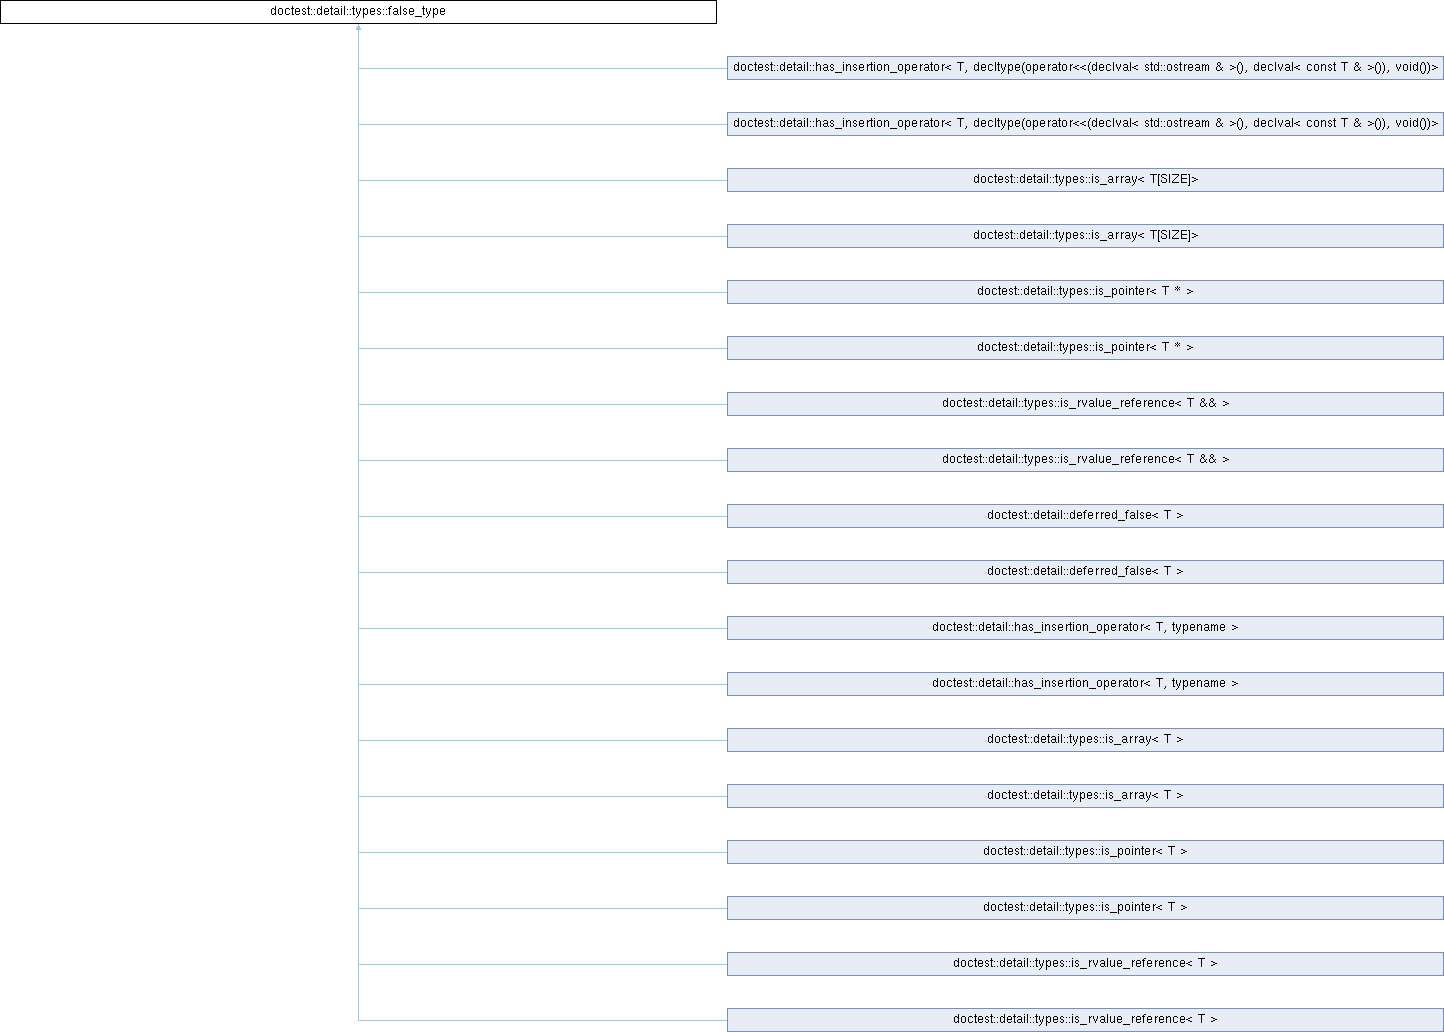 doctest::detail::types::false_type
doctest::detail::has_insertion_operator< T, decltype(operator<<(declval< std::ostream & >(), declval< const T & >()), void())>
doctest::detail::has_insertion_operator< T, decltype(operator<<(declval< std::ostream & >(), declval< const T & >()), void())>
doctest::detail::types::is_array< T[SIZE]>
doctest::detail::types::is_array< T[SIZE]>
doctest::detail::types::is_pointer< T * >
doctest::detail::types::is_pointer< T * >
doctest::detail::types::is_rvalue_reference< T && >
doctest::detail::types::is_rvalue_reference< T && >
doctest::detail::deferred_false< T >
doctest::detail::deferred_false< T >
doctest::detail::has_insertion_operator< T, typename >
doctest::detail::has_insertion_operator< T, typename >
doctest::detail::types::is_array< T >
doctest::detail::types::is_array< T >
doctest::detail::types::is_pointer< T >
doctest::detail::types::is_pointer< T >
doctest::detail::types::is_rvalue_reference< T >
doctest::detail::types::is_rvalue_reference< T >